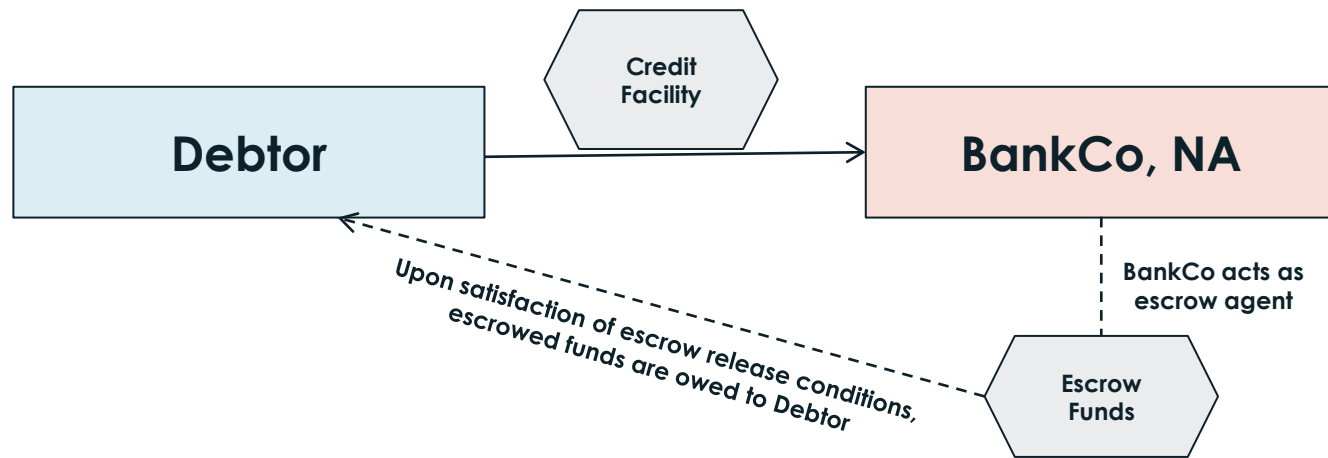 Credit
Facility
Debtor
BankCo, NA
BankCo acts as
escrow agent
Upon satisfaction of escrow release conditions,
escrowed funds are owed to Debtor
Escrow
Funds